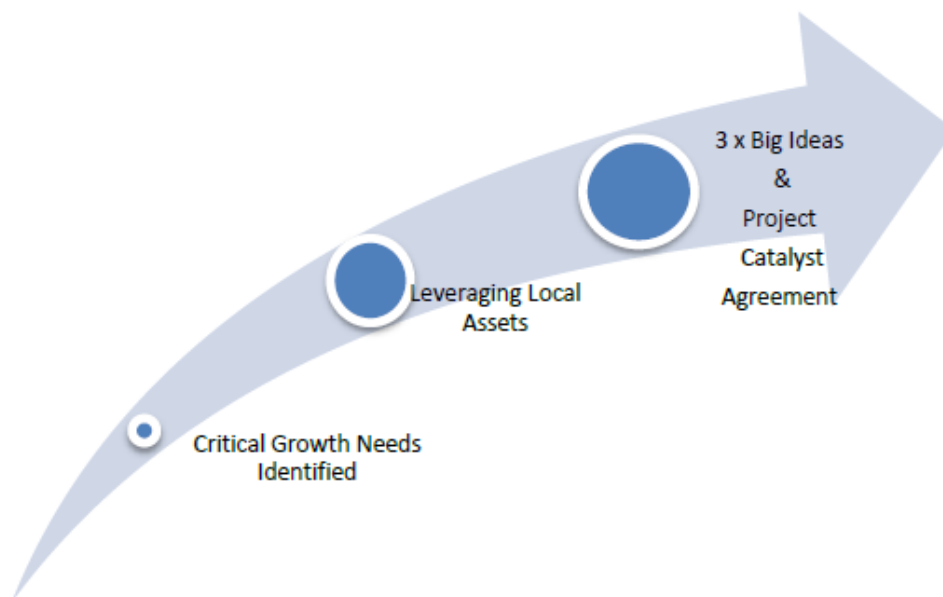 3 x Big Ideas
&
Project
Catalyst
Agreement
Leveraging Local
Assets
Critical Growth Needs
Identified